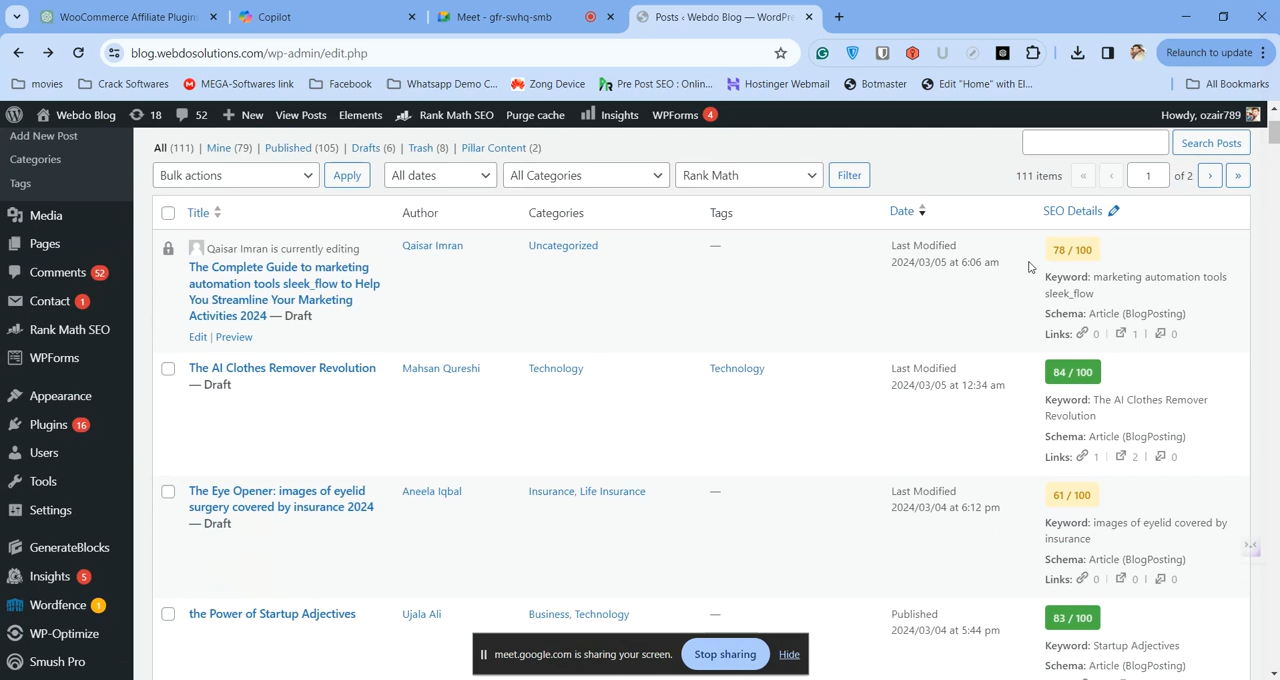 WooCommerce Affiliate Plugins
Copilot
Meet - gfr-swhq-smb
Posts ‹ Webdo Blog — WordPre
blog.webdosolutions.com/wp-admin/edit.php
Relaunch to update
movies
Crack Softwares
MEGA-Softwares link
Facebook
Whatsapp Demo C...
Zong Device
Pre Post SEO : Onlin...
Hostinger Webmail
Botmaster
Edit "Home" with El...
All Bookmarks
Webdo Blog
18
52
New
View Posts
Elements
Rank Math SEO
Purge cache
Insights
WPForms 4
Howdy, ozair789
Add New Post
Categories
Tags
Media
Pages
Comments 52
Contact 1
Rank Math SEO
WPForms
Appearance
Plugins 16
Users
Tools
Settings
GenerateBlocks
Insights 5
Wordfence 1
WP-Optimize
Smush Pro
All (111) | Mine (79) | Published (105) | Drafts (6) | Trash (8) | Pillar Content (2)
Search Posts
Bulk actions
Apply
All dates
All Categories
Rank Math
Filter
111 items « ‹ 1 of 2 › »
Title
Author
Categories
Tags
Date
SEO Details
Qaisar Imran is currently editing
The Complete Guide to marketing
automation tools sleek_flow to Help
You Streamline Your Marketing
Activities 2024 — Draft
Edit | Preview
Qaisar Imran
Uncategorized
—
Last Modified
2024/03/05 at 6:06 am
78 / 100
Keyword: marketing automation tools
sleek_flow
Schema: Article (BlogPosting)
Links: 0 | 1 | 0
The AI Clothes Remover Revolution
— Draft
Mahsan Qureshi
Technology
Technology
Last Modified
2024/03/05 at 12:34 am
84 / 100
Keyword: The AI Clothes Remover
Revolution
Schema: Article (BlogPosting)
Links: 1 | 2 | 0
The Eye Opener: images of eyelid
surgery covered by insurance 2024
— Draft
Aneela Iqbal
Insurance, Life Insurance
—
Last Modified
2024/03/04 at 6:12 pm
61 / 100
Keyword: images of eyelid covered by
insurance
Schema: Article (BlogPosting)
Links: 0 | 0 | 0
the Power of Startup Adjectives
Ujala Ali
Business, Technology
—
Published
2024/03/04 at 5:44 pm
83 / 100
Keyword: Startup Adjectives
Schema: Article (BlogPosting)
meet.google.com is sharing your screen.
Stop sharing
Hide